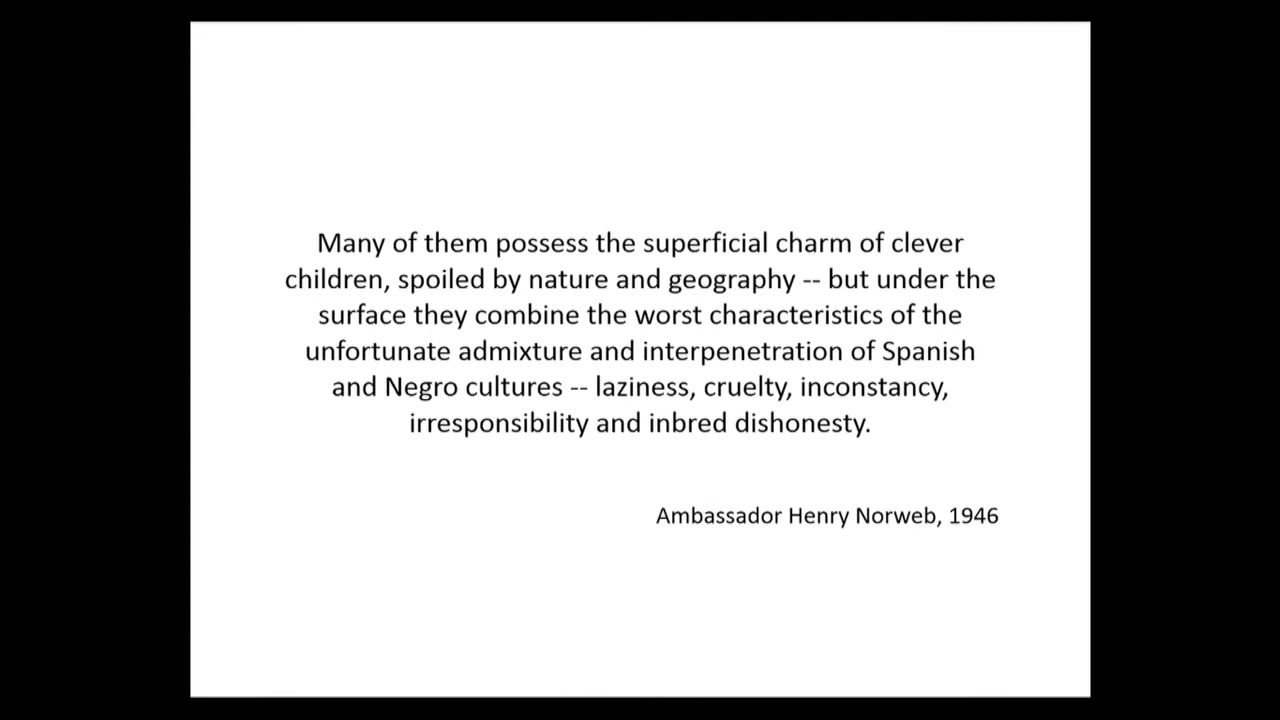 Many of them possess the superficial charm of clever
children, spoiled by nature and geography -- but under the
surface they combine the worst characteristics of the
unfortunate admixture and interpenetration of Spanish
and Negro cultures -- laziness, cruelty, inconstancy,
irresponsibility and inbred dishonesty.
Ambassador Henry Norweb, 1946